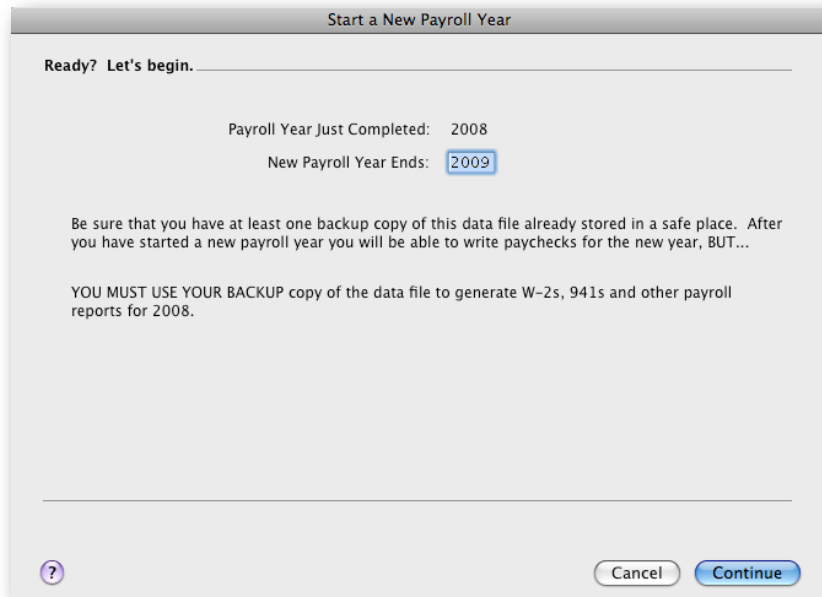 Start a New Payroll Year
Ready? Let's begin.
Payroll Year Just Completed: 2008
New Payroll Year Ends: 2009
Be sure that you have at least one backup copy of this data file already stored in a safe place. After
you have started a new payroll year you will be able to write paychecks for the new year, BUT...
YOU MUST USE YOUR BACKUP copy of the data file to generate W-2s, 941s and other payroll
reports for 2008.
?
Cancel
Continue